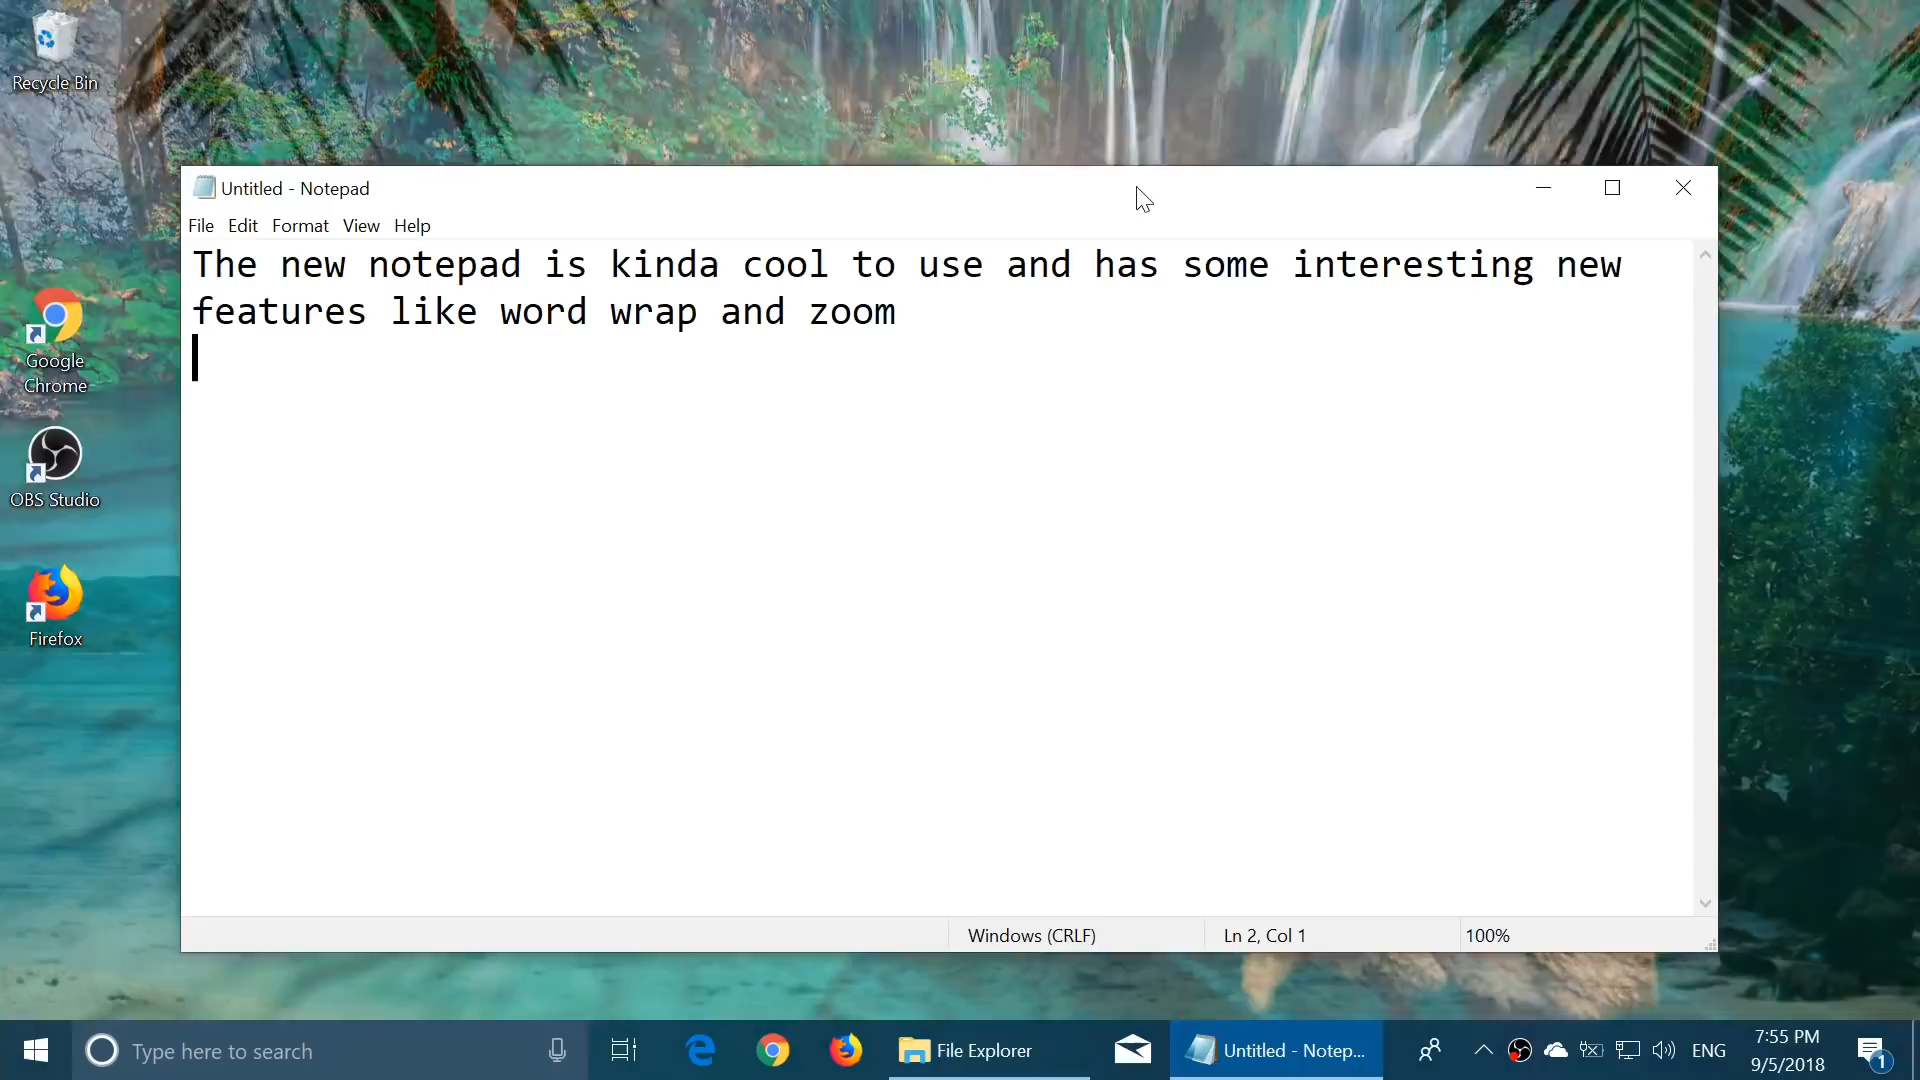 Recycle Bin
Untitled - Notepad
File Edit Format View Help
The new notepad is kinda cool to use and has some interesting new
features like word wrap and zoom
Google
Chrome
OBS Studio
Firefox
Windows (CRLF) Ln 2, Col 1 100%
Type here to search
File Explorer
Untitled - Notep...
ENG
7:55 PM
9/5/2018
1